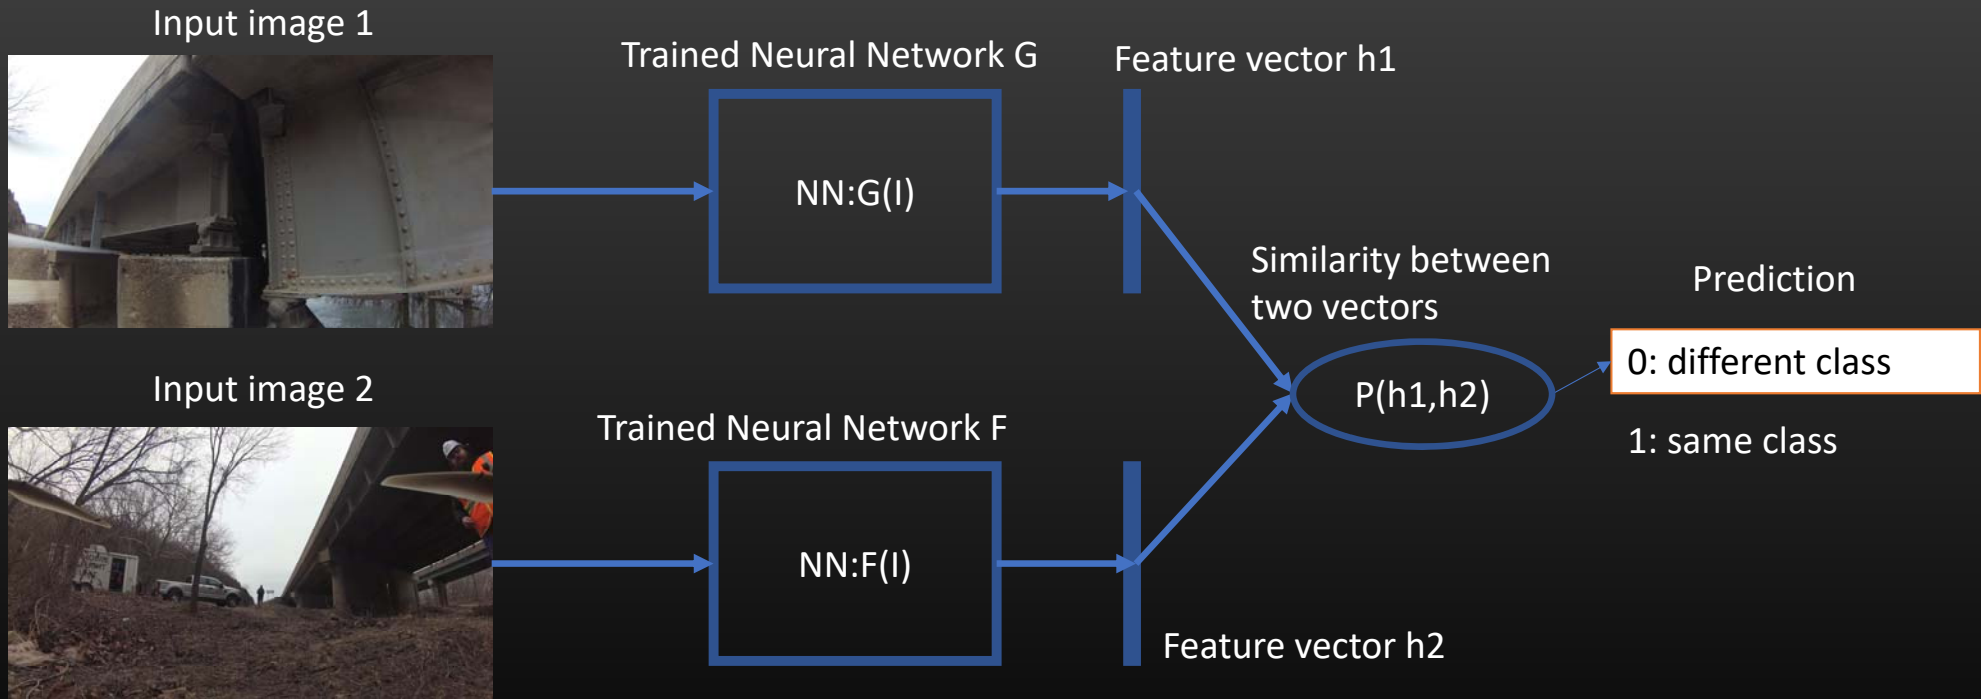 Input image 1
Trained Neural Network G
Feature vector h1
NN:G(I)
Similarity between
two vectors
Prediction
0: different class
P(h1,h2)
1: same class
Input image 2
Trained Neural Network F
NN:F(I)
Feature vector h2